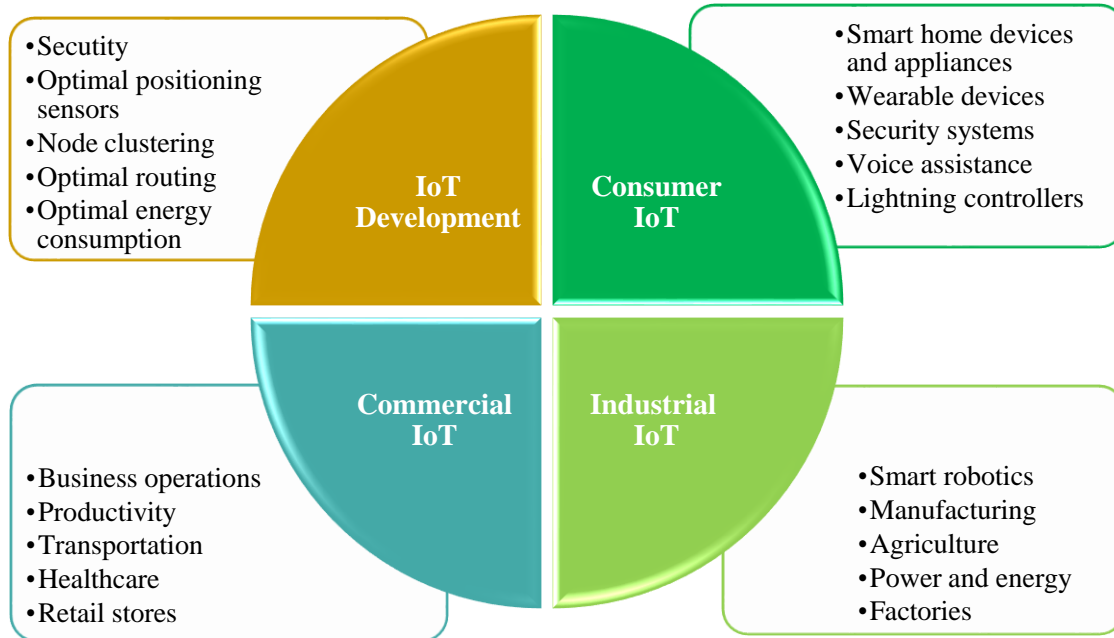 •Secutity
•Optimal positioning
sensors
•Node clustering
•Optimal routing
•Optimal energy
consumption
IoT
Development
Consumer
IoT
•Smart home devices
and appliances
•Wearable devices
•Security systems
•Voice assistance
•Lightning controllers
•Business operations
•Productivity
•Transportation
•Healthcare
•Retail stores
Commercial
IoT
Industrial
IoT
•Smart robotics
•Manufacturing
•Agriculture
•Power and energy
•Factories